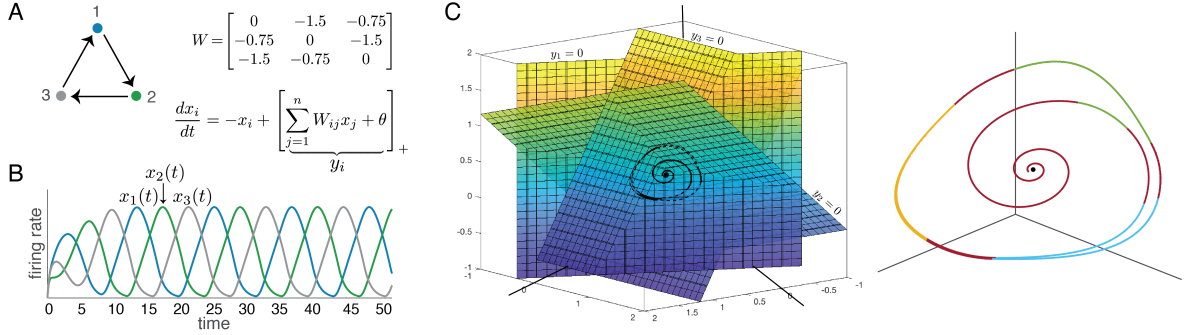 A
1
3
2
W = [ 0 −1.5 −0.75
−0.75 0 −1.5
−1.5 −0.75 0 ]
dx_i/dt = −x_i + [ ∑_{j=1}^{n} W_{ij}x_j + θ ]_+
y_i
B
x_2(t)
x_1(t) x_3(t)
firing rate
0 5 10 15 20 25 30 35 40 45 50
time
C
y_1 = 0
y_3 = 0
y_2 = 0
2
1.5
1
0.5
0
-0.5
-1
-1
0
1
2
2
1.5
1
0.5
0
-0.5
-1